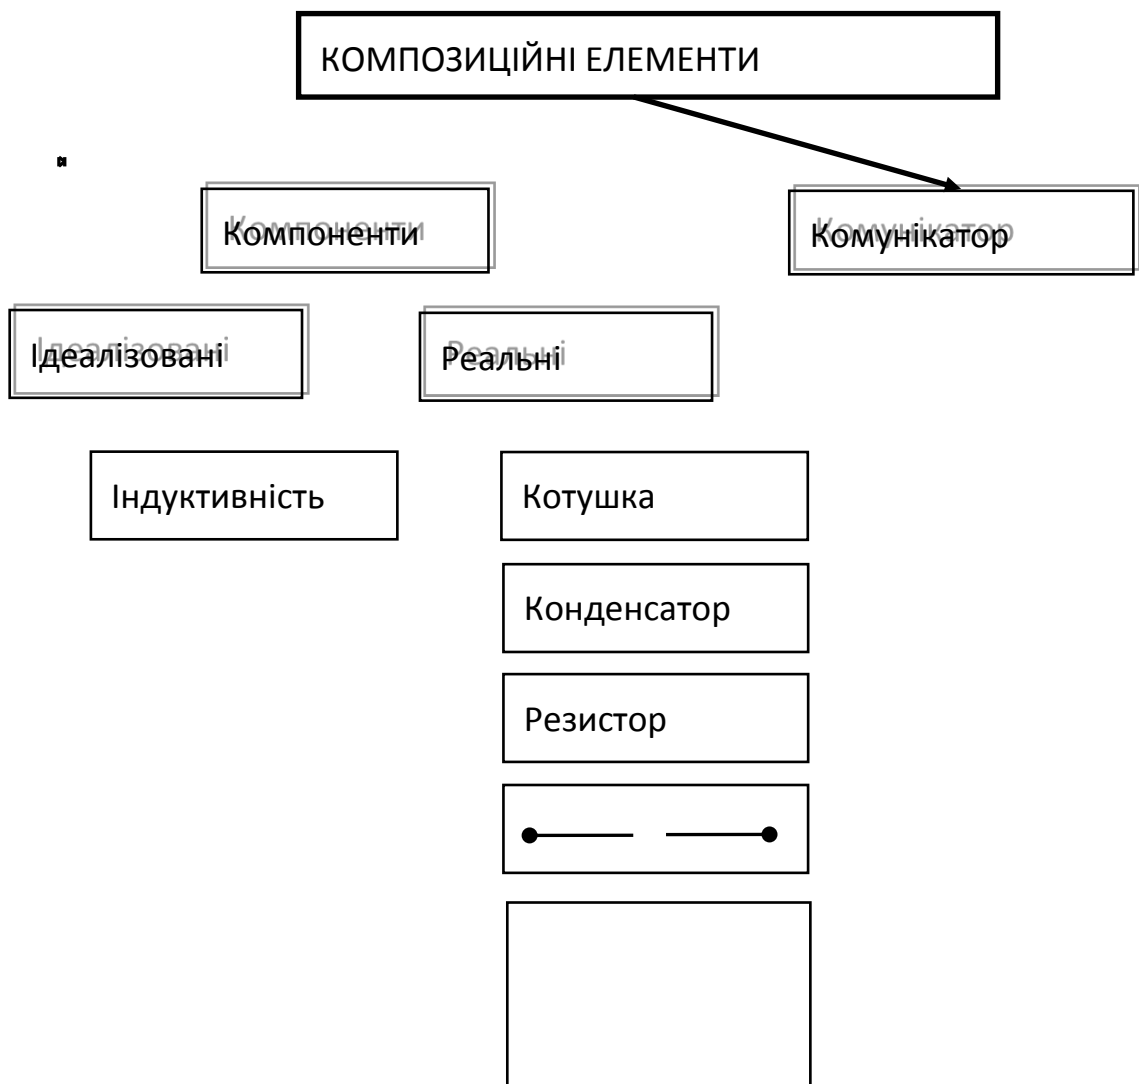 КОМПОЗИЦІЙНІ ЕЛЕМЕНТИ
Компоненти
Комунікатор
Ідеалізовані
Реальні
Індуктивність
Котушка
Конденсатор
Резистор